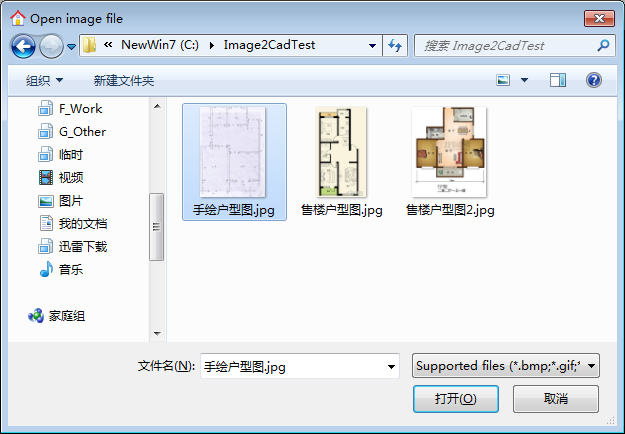 Open image file
« NewWin7 (C:) Image2CadTest
搜索 Image2CadTest
组织 新建文件夹
F_Work
G_Other
临时
视频
图片
我的文档
迅雷下载
音乐
家庭组
手绘户型图.jpg
售楼户型图.jpg
售楼户型图2.jpg
文件名(N): 手绘户型图.jpg
Supported files (*.bmp;*.gif;*
打开(O)
取消